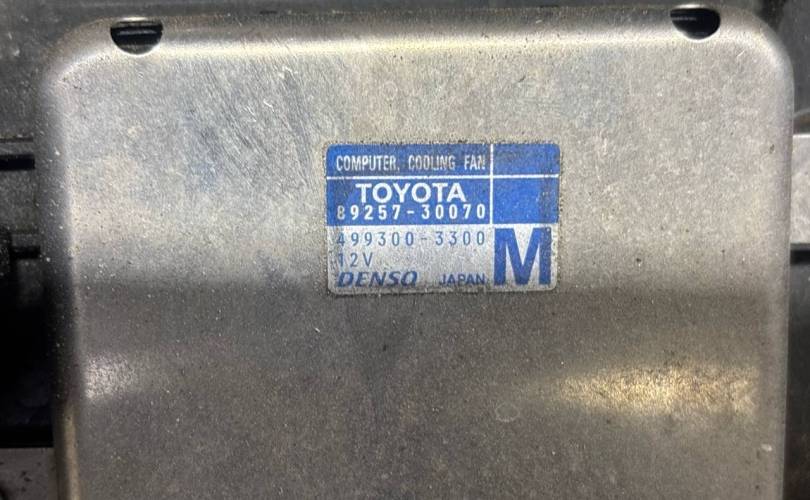 COMPUTER, COOLING FAN
TOYOTA
89257-30070
499300-3300
12V
M
DENSO JAPAN